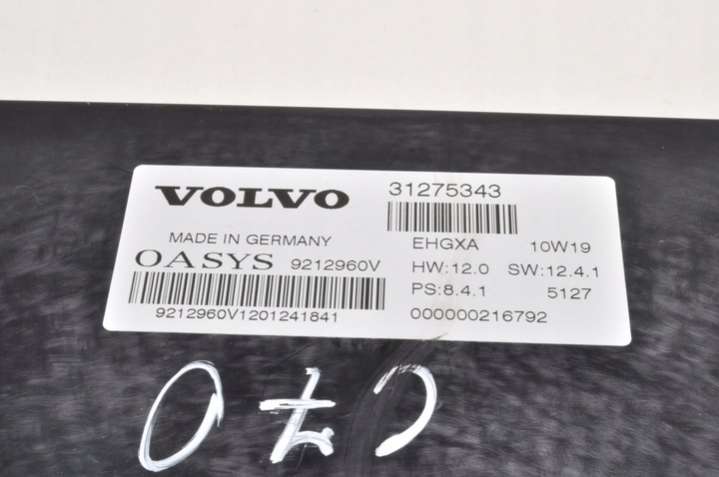 VOLVO
MADE IN GERMANY
OASYS 9212960V
9212960V1201241841
31275343
EHGXA 10W19
HW:12.0 SW:12.4.1
PS:8.4.1 5127
000000216792
C70